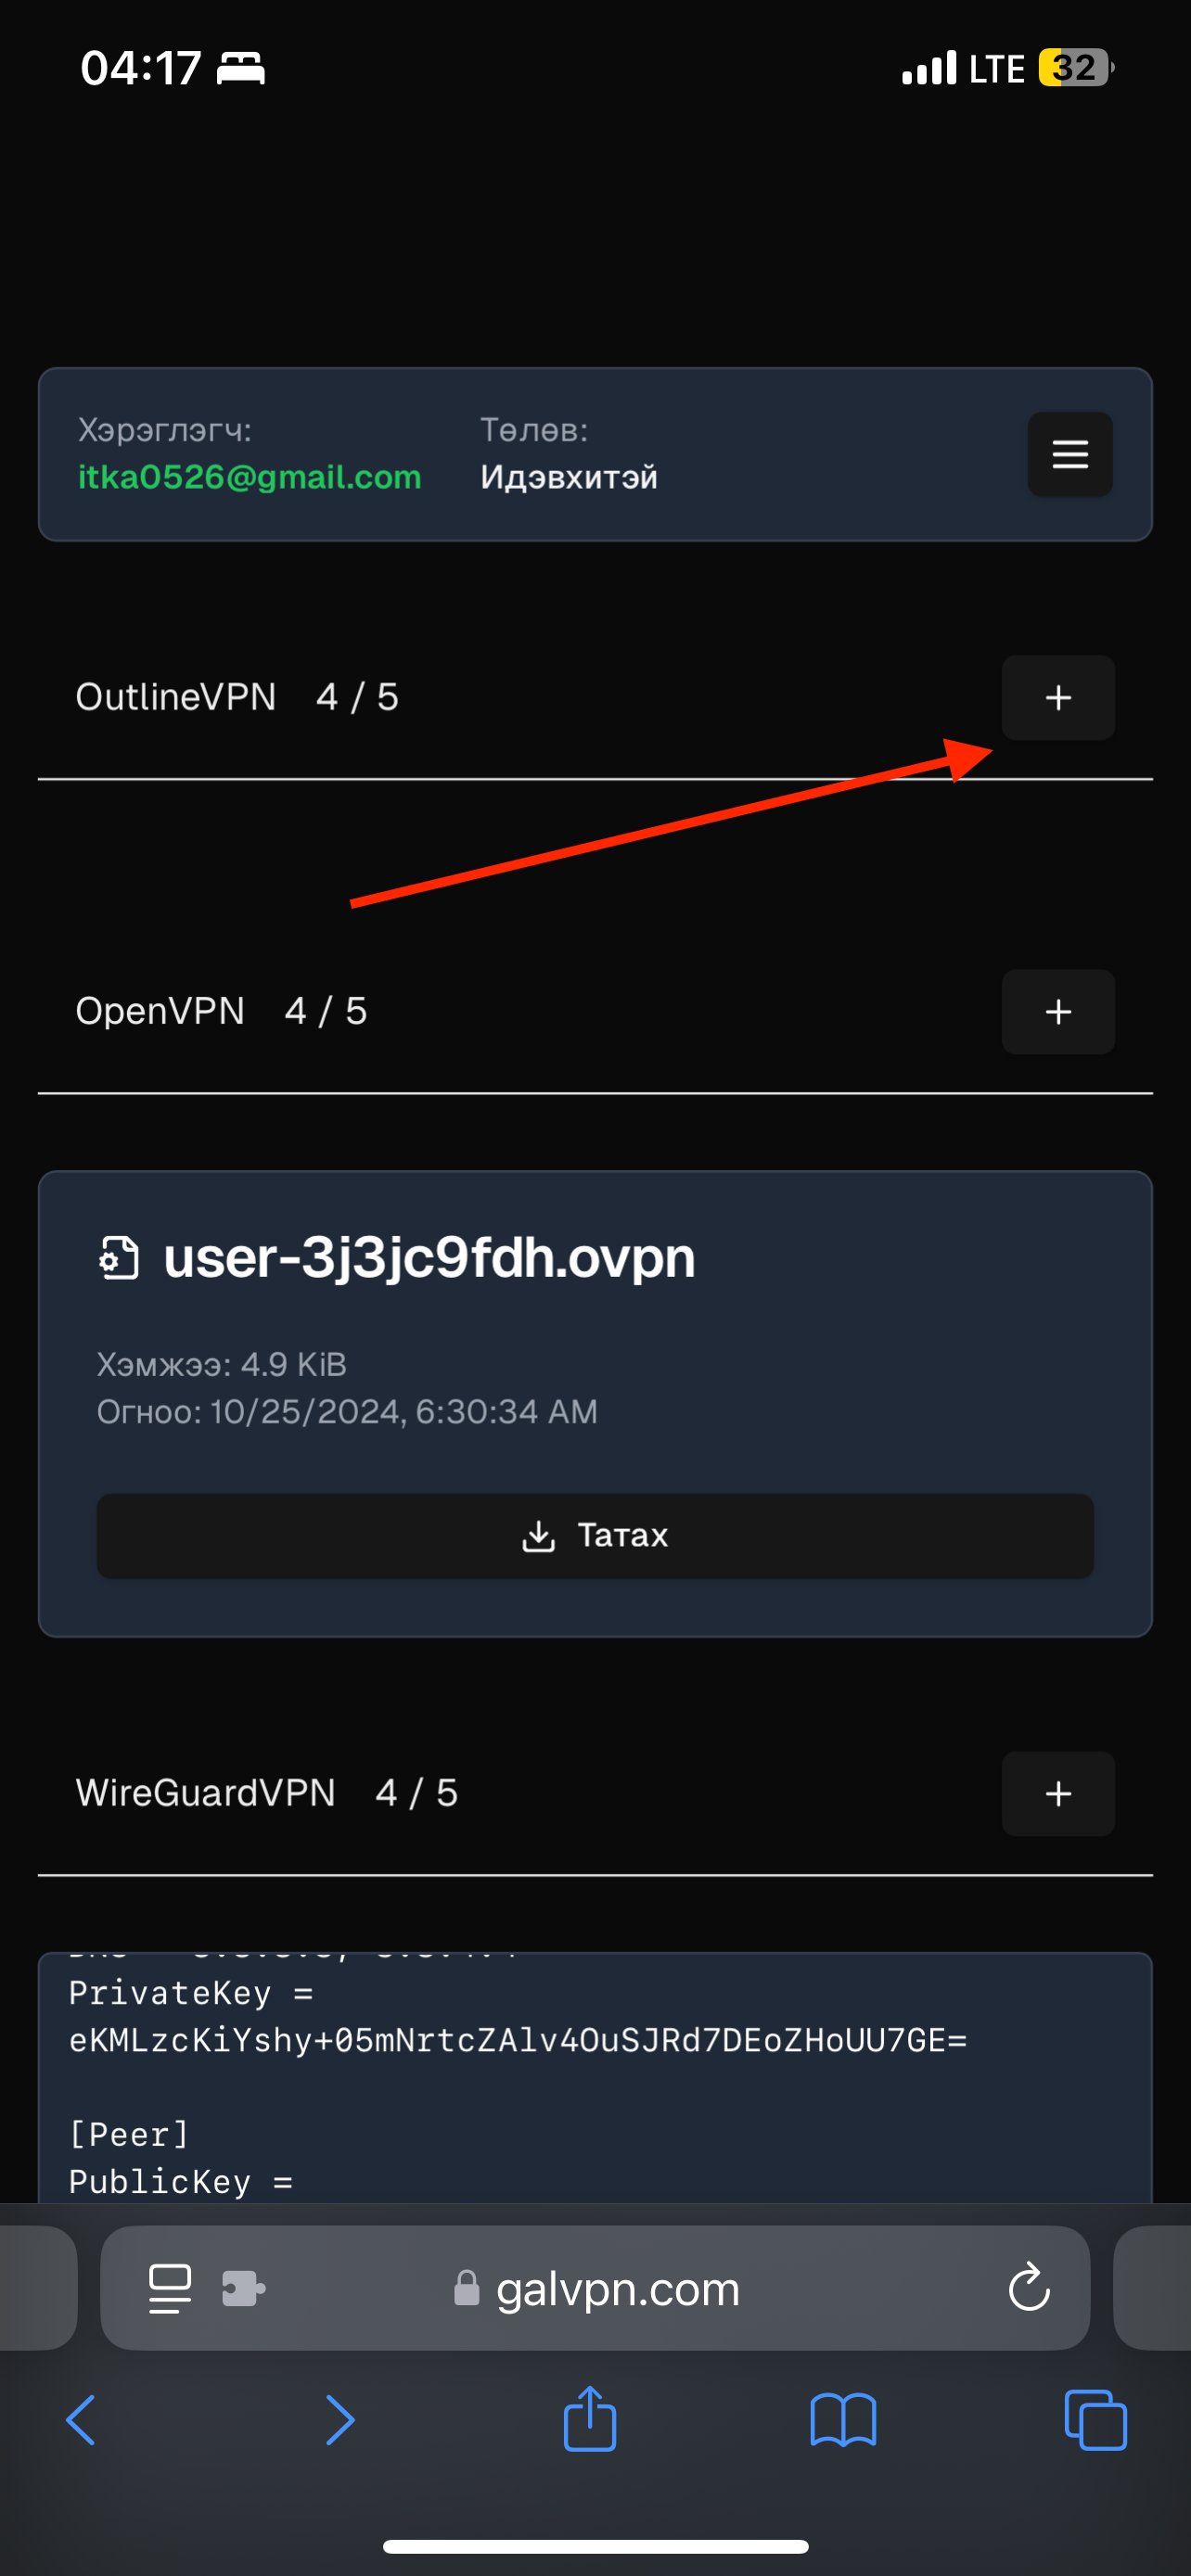 04:17 LTE 32
Хэрэглэгч: Төлөв:
itka0526@gmail.com Идэвхитэй
OutlineVPN 4 / 5 +
OpenVPN 4 / 5 +
user-3j3jc9fdh.ovpn
Хэмжээ: 4.9 KiB
Огноо: 10/25/2024, 6:30:34 AM
Татах
WireGuardVPN 4 / 5 +
PrivateKey =
eKMLzcKiYshy+05mNrtcZAlv4OuSJRd7DEoZHoUU7GE=
[Peer]
PublicKey =
galvpn.com